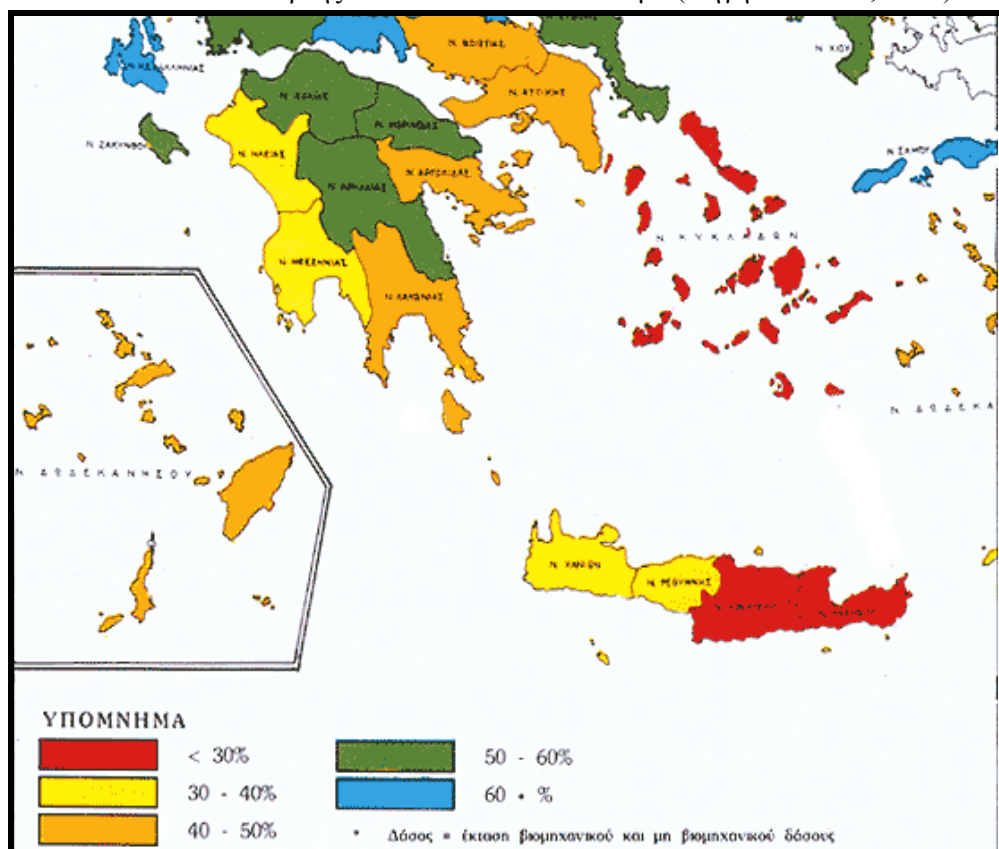 Ν. ΒΟΙΩΤΙΑΣ
Ν. ΧΙΟΥ
Ν. ΑΤΤΙΚΗΣ
Ν. ΑΧΑΪΑΣ
Ν. ΚΟΡΙΝΘΙΑΣ
Ν. ΖΑΚΥΝΘΟΥ
Ν. ΗΛΕΙΑΣ
Ν. ΣΑΜΟΥ
Ν. ΑΡΓΟΛΙΔΑΣ
Ν. ΑΡΚΑΔΙΑΣ
Ν. ΚΥΚΛΑΔΩΝ
Ν. ΜΕΣΣΗΝΙΑΣ
Ν. ΛΑΚΩΝΙΑΣ
Ν. ΔΩΔΕΚΑ
Ν. ΔΩΔΕΚΑΝΗΣΟΥ
Ν. ΧΑΝΙΩΝ
Ν. ΡΕΘΥΜΝΗΣ
ΥΠΟΜΝΗΜΑ
< 30%
30 - 40%
40 - 50%
50 - 60%
60 • %
* Δάσος = έκταση βιομηχανικού και μη βιομηχανικού δάσους